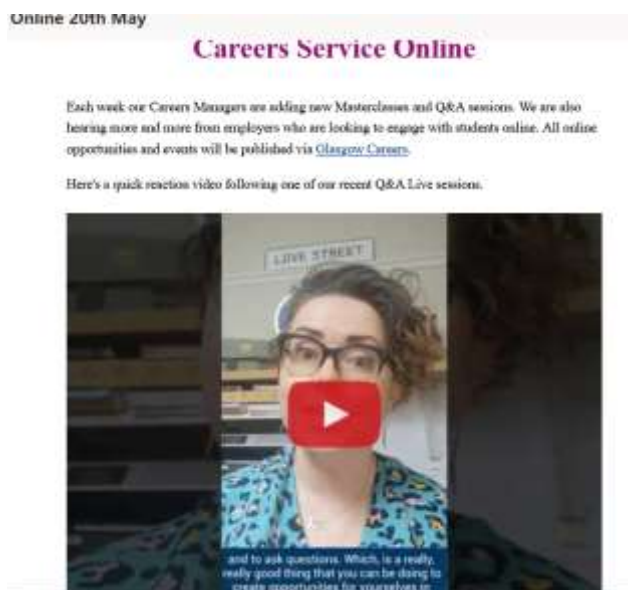 Online 20th May
Careers Service Online
Each week our Careers Managers are adding new Masterclasses and Q&A sessions. We are also
hearing more and more from employers who are looking to engage with students online. All online
opportunities and events will be published via Glasgow Careers.
Here's a quick reaction video following one of our recent Q&A Live sessions.
LOVE STREET
and to ask questions. Which, is a really,
really good thing that you can be doing to
create opportunities for yourselves in